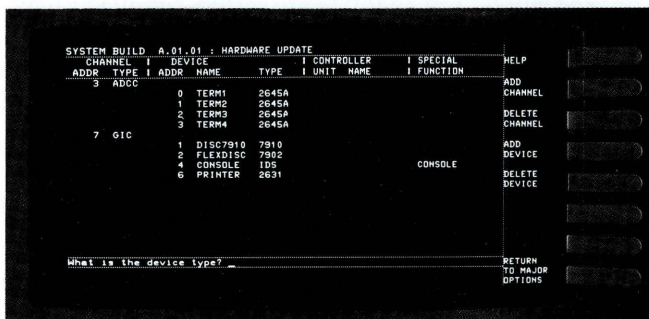 SYSTEM BUILD A.01.01 : HARDWARE UPDATE
CHANNEL I DEVICE I CONTROLLER I SPECIAL
ADDR TYPE I ADDR NAME TYPE I UNIT NAME I FUNCTION
3 ADCC
0 TERM1 2645A
1 TERM2 2645A
2 TERM3 2645A
3 TERM4 2645A
7 GIC
1 DISC7910 7910
2 FLEXDISC 7902
4 CONSOLE IDS CONSOLE
6 PRINTER 2631
What is the device type? _
HELP
ADD
CHANNEL
DELETE
CHANNEL
ADD
DEVICE
DELETE
DEVICE
RETURN
TO MAJOR
OPTIONS